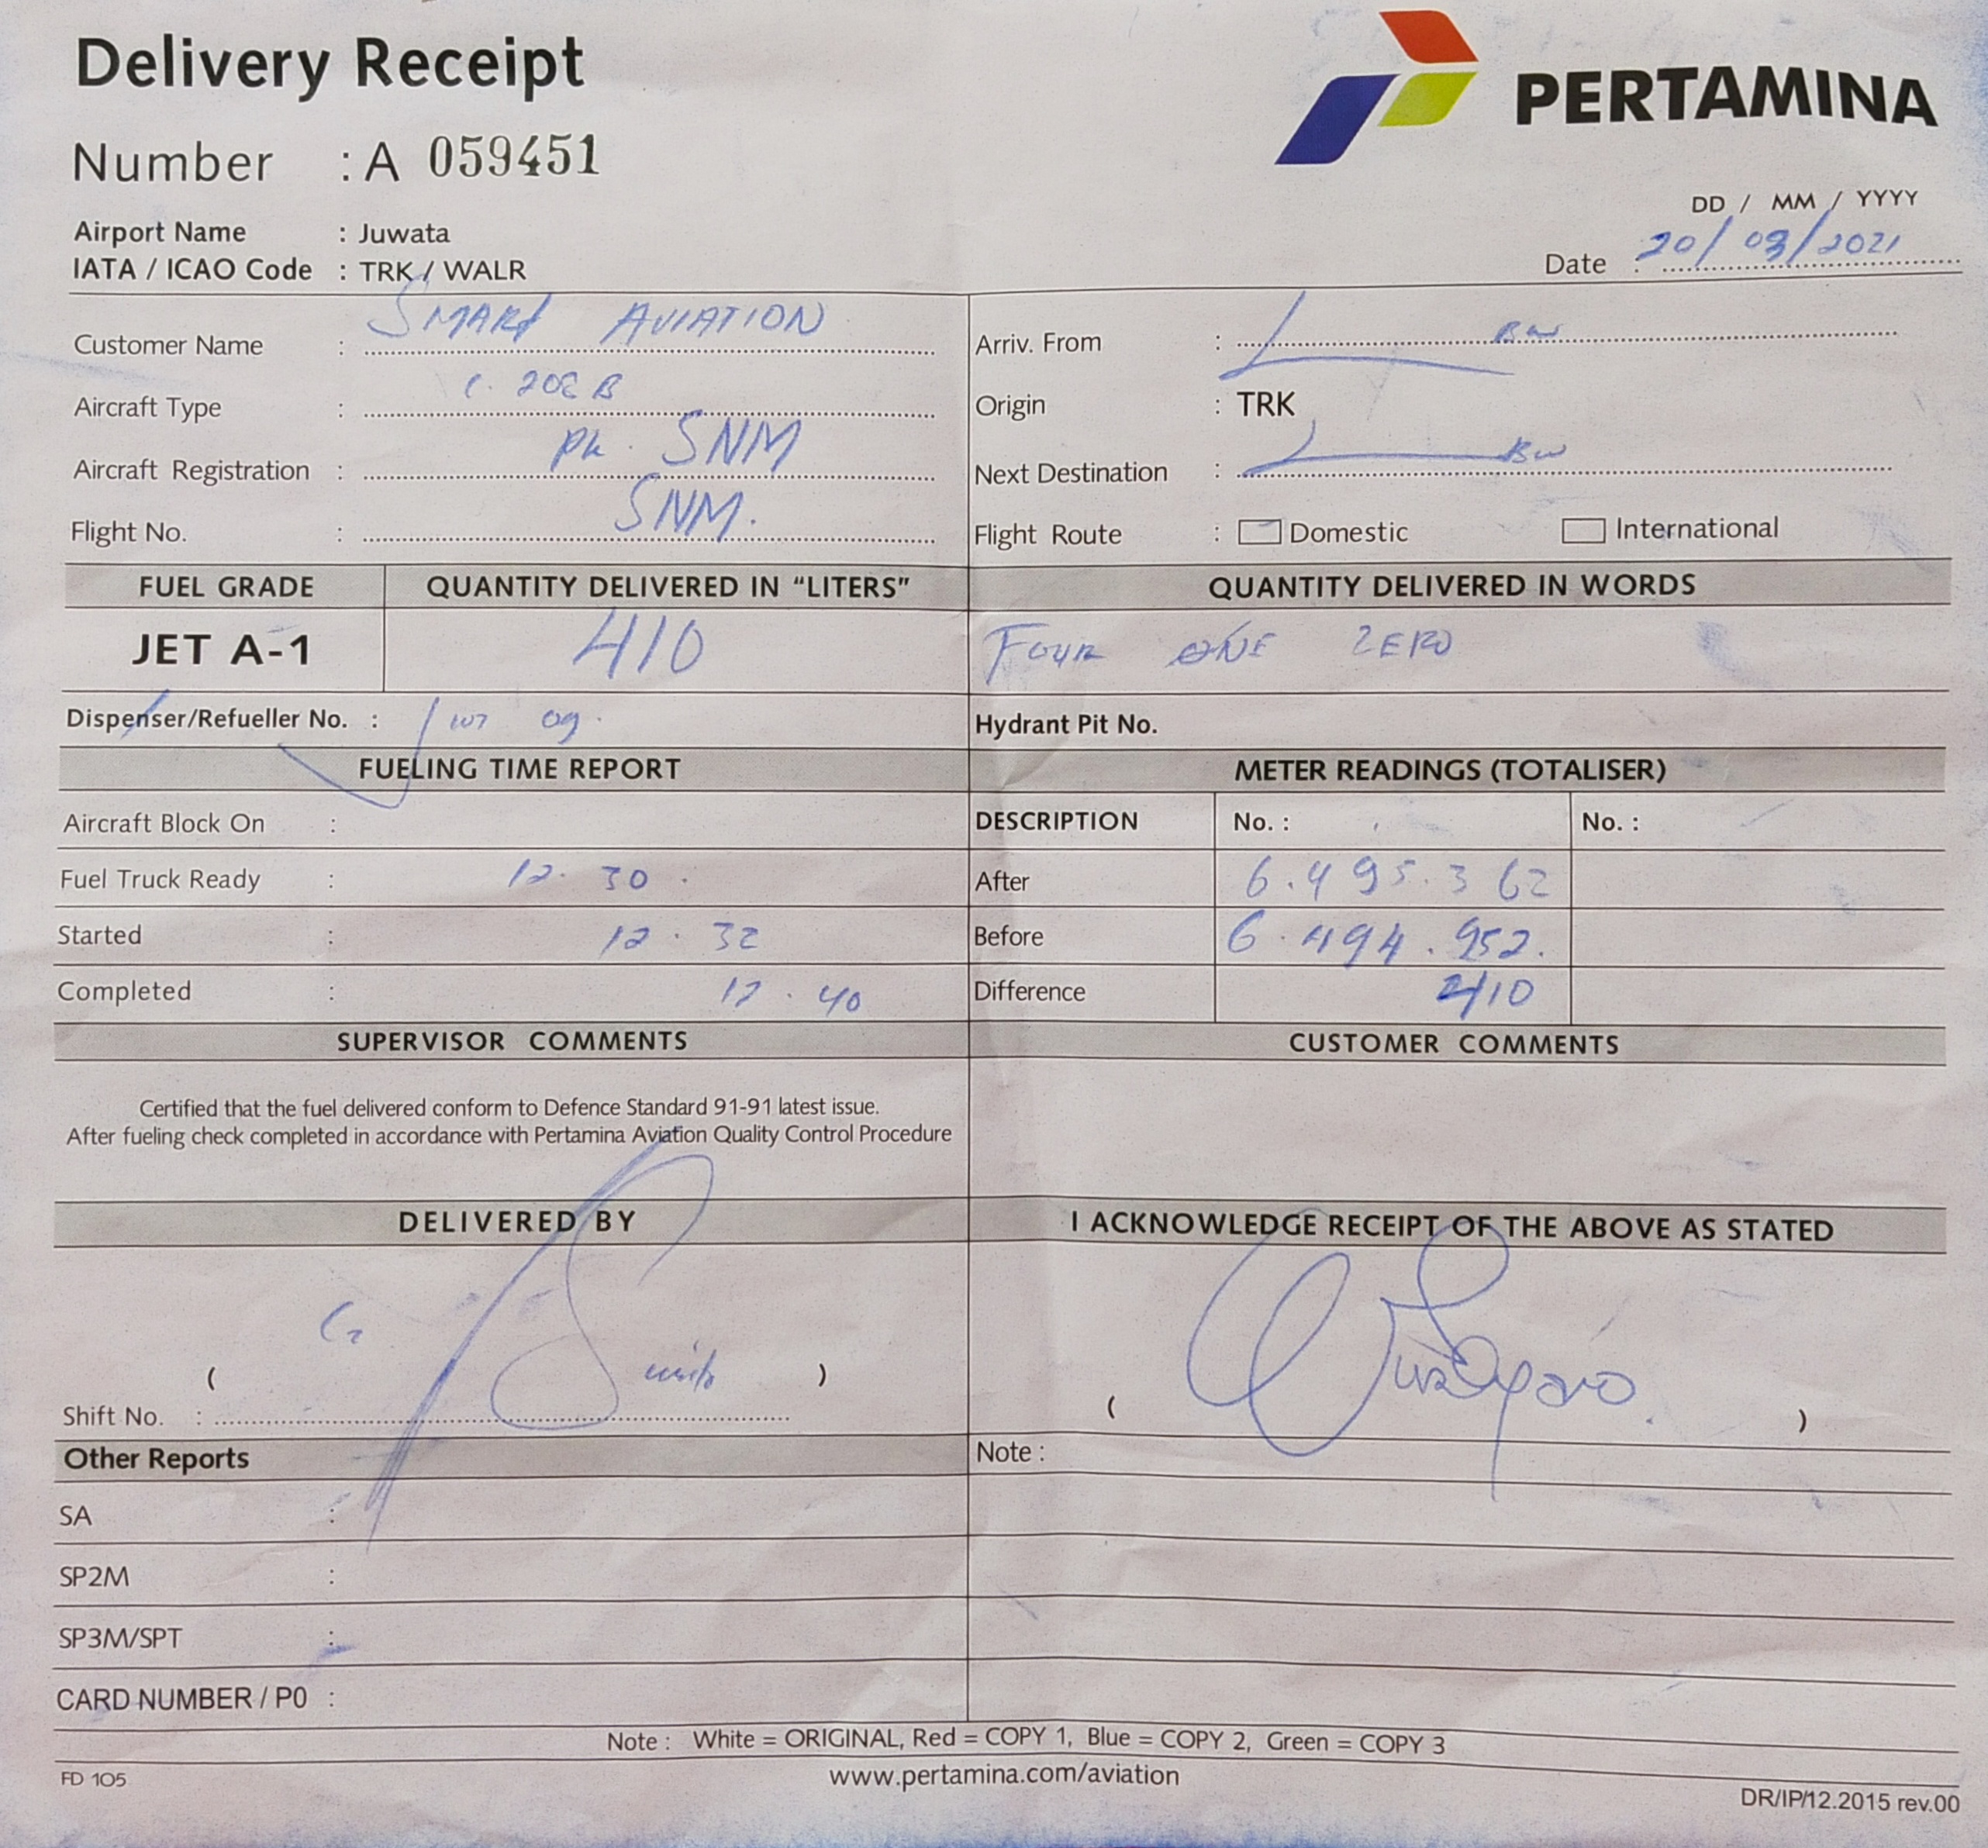 Delivery Receipt
PERTAMINA
Number : A 059451
DD / MM / YYYY
Airport Name : Juwata
Date : 20/03/2021
IATA / ICAO Code : TRK / WALR
Customer Name : SMART AVIATION
Arriv. From : L BW
Aircraft Type : C. 208 B
Origin : TRK
Aircraft Registration : PK. SNM
Next Destination : L BW
Flight No. : SNM.
Flight Route : Domestic International
FUEL GRADE QUANTITY DELIVERED IN “LITERS” QUANTITY DELIVERED IN WORDS
JET A-1 410 FOUR ONE ZERO
Dispenser/Refueller No. : 09.
Hydrant Pit No.
FUELING TIME REPORT METER READINGS (TOTALISER)
Aircraft Block On :
DESCRIPTION No. : No. :
Fuel Truck Ready : 12. 30.
After 6.495.362
Started : 12. 32
Before 6.494.952.
Completed : 12. 40
Difference 410
SUPERVISOR COMMENTS CUSTOMER COMMENTS
Certified that the fuel delivered conform to Defence Standard 91-91 latest issue.
After fueling check completed in accordance with Pertamina Aviation Quality Control Procedure
DELIVERED BY I ACKNOWLEDGE RECEIPT OF THE ABOVE AS STATED
( )
( )
Shift No. :
Other Reports
Note :
SA :
SP2M :
SP3M/SPT :
CARD NUMBER / P0 :
Note : White = ORIGINAL, Red = COPY 1, Blue = COPY 2, Green = COPY 3
FD 105
www.pertamina.com/aviation
DR/IP/12.2015 rev.00